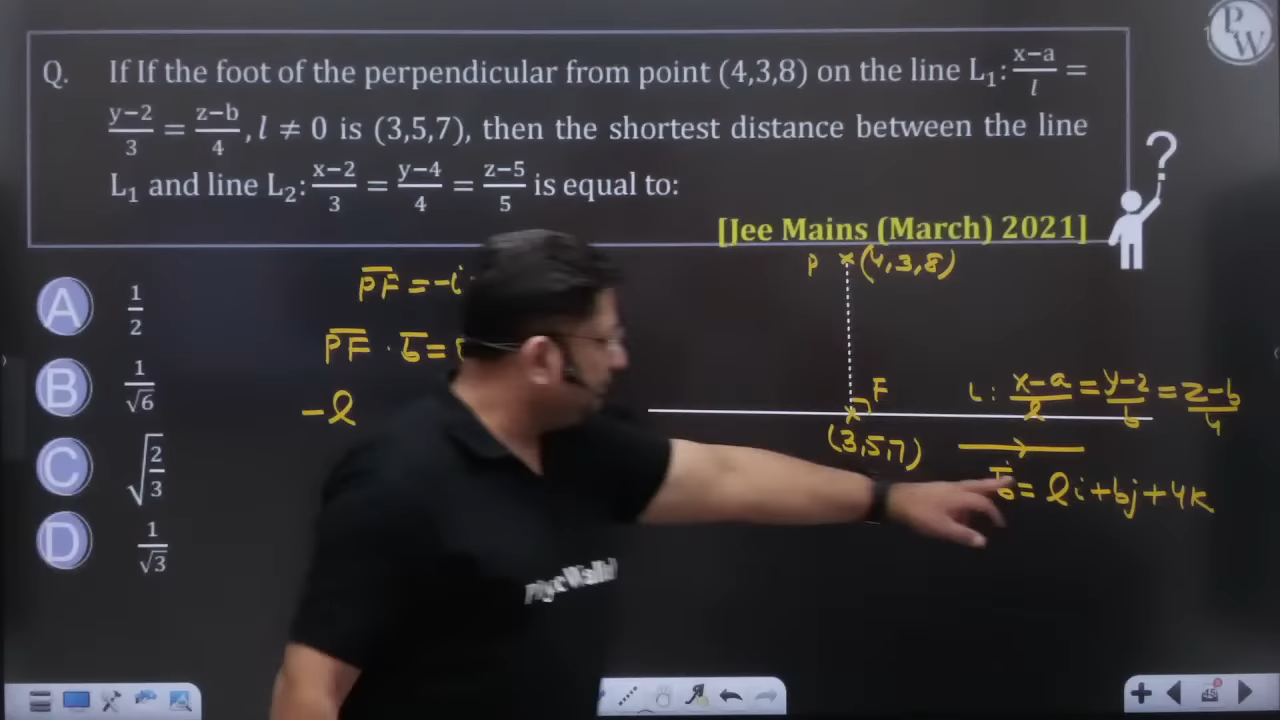 PW
Q. If If the foot of the perpendicular from point (4,3,8) on the line L₁: (x−a)/l =
(y−2)/3 = (z−b)/4, l ≠ 0 is (3,5,7), then the shortest distance between the line
L₁ and line L₂: (x−2)/3 = (y−4)/4 = (z−5)/5 is equal to:
[Jee Mains (March) 2021]
A 1/2
B 1/√6
C √(2/3)
D 1/√3
PF = -i
PF · b =
-l
P (4,3,8)
F
(3,5,7)
L: (x-a)/l = (y-2)/b = (z-b)/4
b = li+bj+4k
45